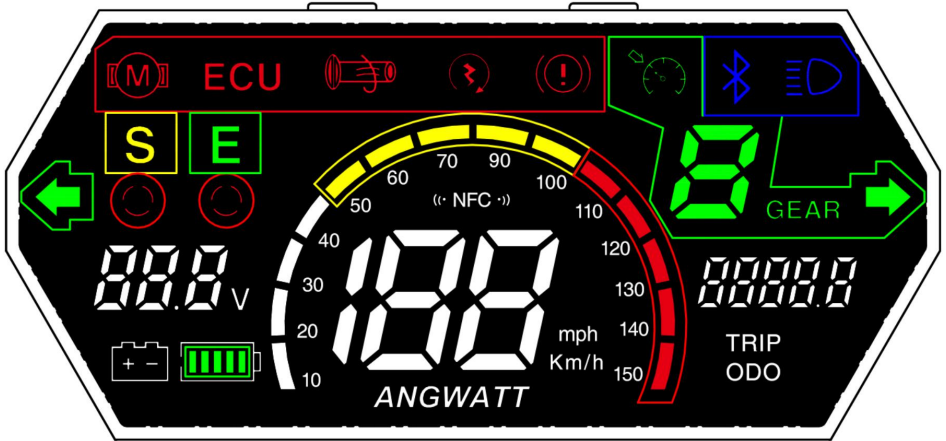 M ECU
S E
60 70 90
50 100
((· NFC ·)) 110
GEAR
8
40 120
188
88.8 V
8888.8
30 130
20 mph 140
Km/h
TRIP
10 150
ODO
ANGWATT